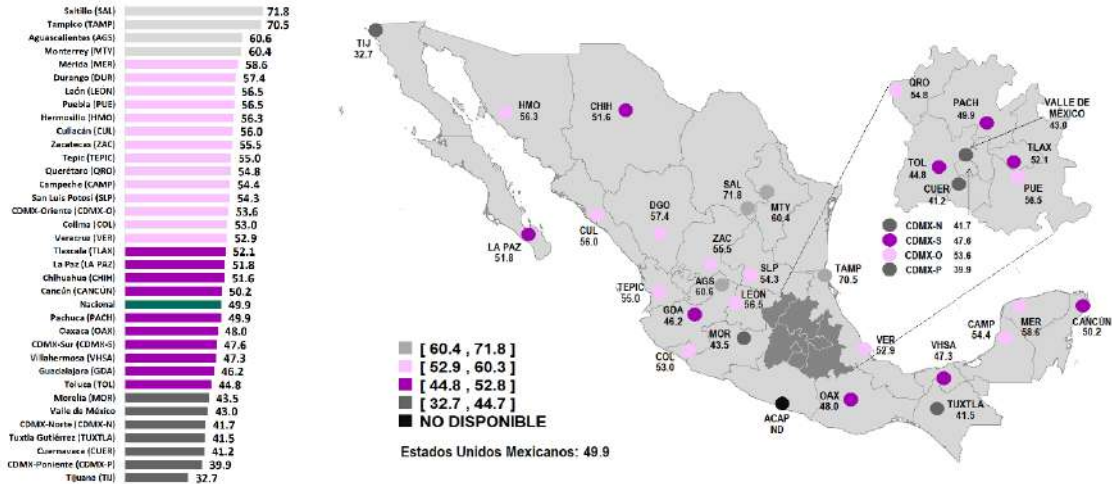 Saltillo (SAL) 71.8
Tampico (TAMP) 70.5
Aguascalientes (AGS) 60.6
Monterrey (MTY) 60.4
Mérida (MER) 58.6
Durango (DUR) 57.4
León (LEON) 56.5
Puebla (PUE) 56.5
Hermosillo (HMO) 56.3
Culiacán (CUL) 56.0
Zacatecas (ZAC) 55.5
Tepic (TEPIC) 55.0
Querétaro (QRO) 54.8
Campeche (CAMP) 54.4
San Luis Potosí (SLP) 54.3
CDMX-Oriente (CDMX-O) 53.6
Colima (COL) 53.0
Veracruz (VER) 52.9
Tlaxcala (TLAX) 52.1
La Paz (LA PAZ) 51.8
Chihuahua (CHIH) 51.6
Cancún (CANCÚN) 50.2
Nacional 49.9
Pachuca (PACH) 49.9
Oaxaca (OAX) 48.0
CDMX-Sur (CDMX-S) 47.6
Villahermosa (VHSA) 47.3
Guadalajara (GDA) 46.2
Toluca (TOL) 44.8
Morelia (MOR) 43.5
Valle de México 43.0
CDMX-Norte (CDMX-N) 41.7
Tuxtla Gutiérrez (TUXTLA) 41.5
Cuernavaca (CUER) 41.2
CDMX-Poniente (CDMX-P) 39.9
Tijuana (TIJ) 32.7
TIJ
32.7
HMO
56.3
CHIH
51.6
LA PAZ
51.8
CUL
56.0
DGO
57.4
SAL
71.8
MTY
60.4
ZAC
55.5
SLP
54.3
TAMP
70.5
TEPIC
55.0
AGS
60.6
LEON
56.5
GDA
46.2
MOR
43.5
COL
53.0
VER
52.9
OAX
48.0
ACAP
ND
VHSA
47.3
TUXTLA
41.5
CAMP
54.4
MER
58.6
CANCÚN
50.2
QRO
54.8
PACH
49.9
VALLE DE
MÉXICO
43.0
TLAX
52.1
TOL
44.8
CUER
41.2
PUE
56.5
CDMX-N 41.7
CDMX-S 47.6
CDMX-O 53.6
CDMX-P 39.9
[ 60.4 , 71.8 ]
[ 52.9 , 60.3 ]
[ 44.8 , 52.8 ]
[ 32.7 , 44.7 ]
NO DISPONIBLE
Estados Unidos Mexicanos: 49.9